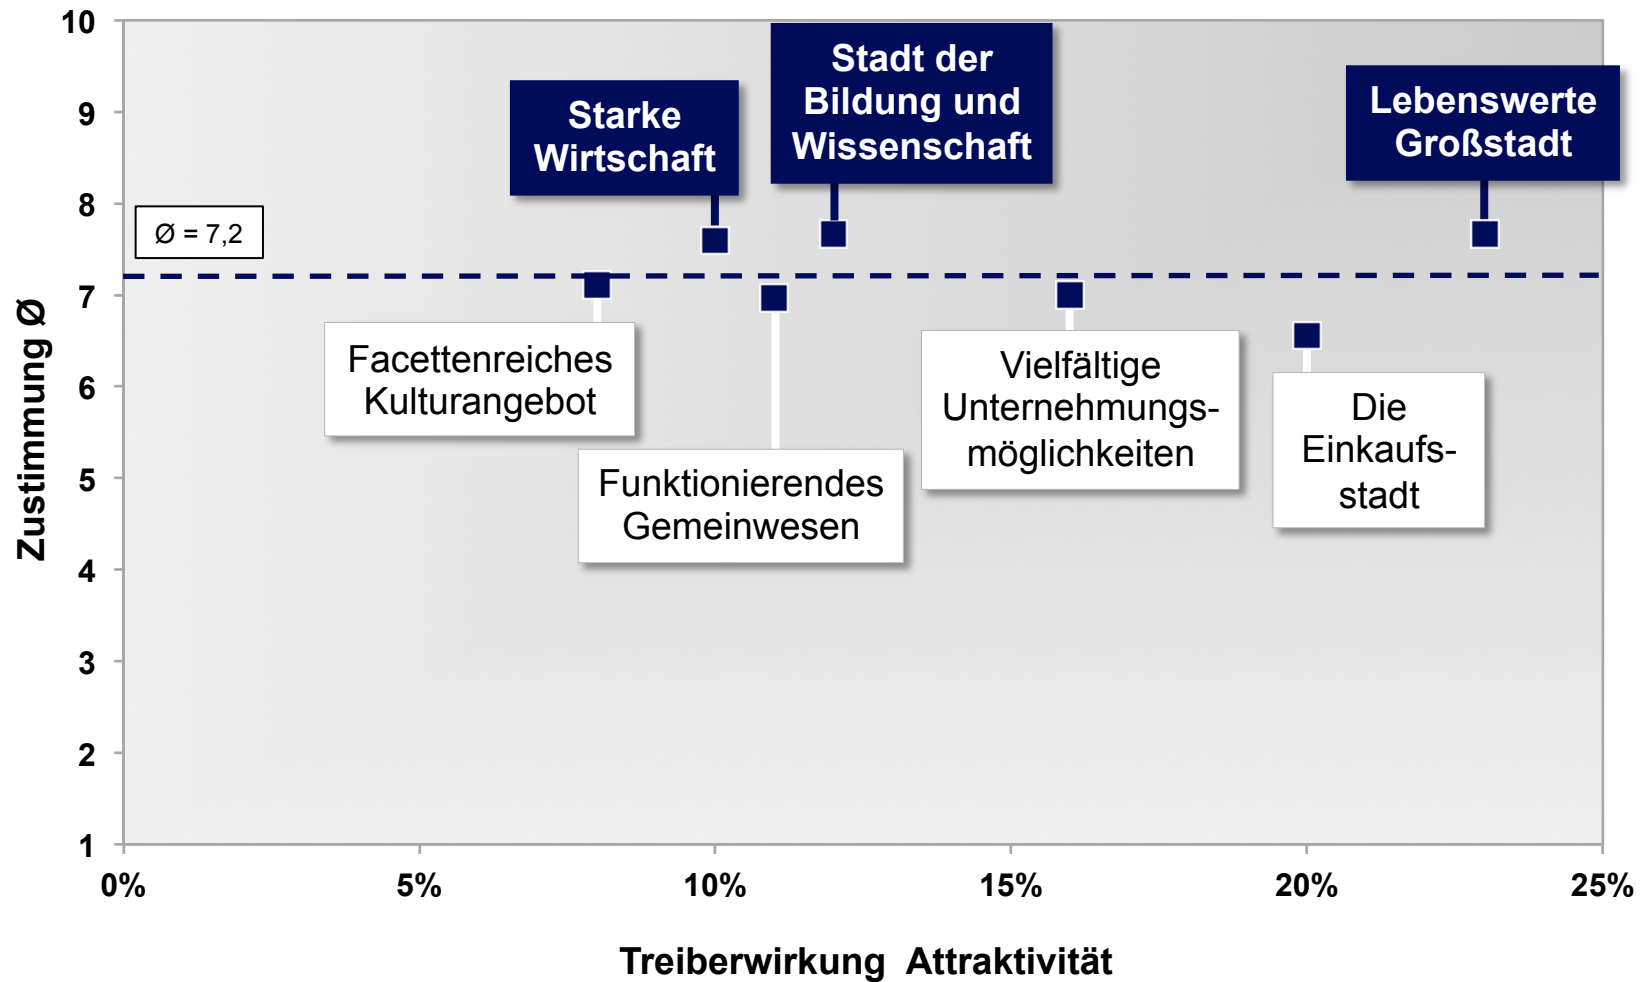 10
9
8
7
6
5
4
3
2
1
Zustimmung Ø
Ø = 7,2
Starke
Wirtschaft
Stadt der
Bildung und
Wissenschaft
Lebenswerte
Großstadt
Facettenreiches
Kulturangebot
Funktionierendes
Gemeinwesen
Vielfältige
Unternehmungs-
möglichkeiten
Die
Einkaufs-
stadt
0%
5%
10%
15%
20%
25%
Treiberwirkung Attraktivität